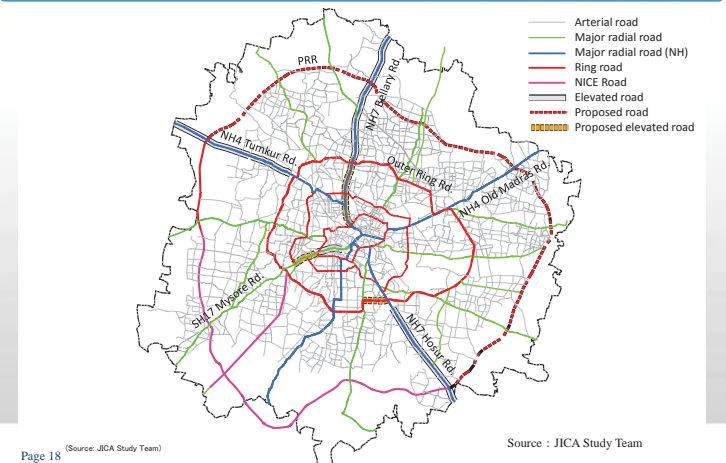 Arterial road
Major radial road
Major radial road (NH)
Ring road
NICE Road
Elevated road
Proposed road
Proposed elevated road
PRR
NH7 Bellary Rd.
NH4 Tumkur Rd.
Outer Ring Rd.
NH4 Old Madras Rd.
SH17 Mysore Rd.
NH7 Hosur Rd.
Page 18
(Source: JICA Study Team)
Source : JICA Study Team